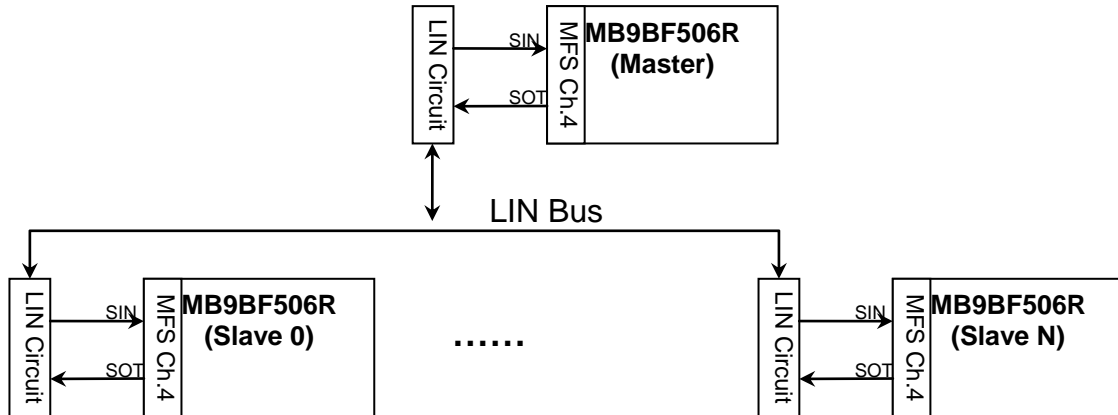 LIN Circuit
SIN
SOT
MFS Ch.4
MB9BF506R
(Master)
LIN Bus
LIN Circuit
SIN
SOT
MFS Ch.4
MB9BF506R
(Slave 0)
......
LIN Circuit
SIN
SOT
MFS Ch.4
MB9BF506R
(Slave N)